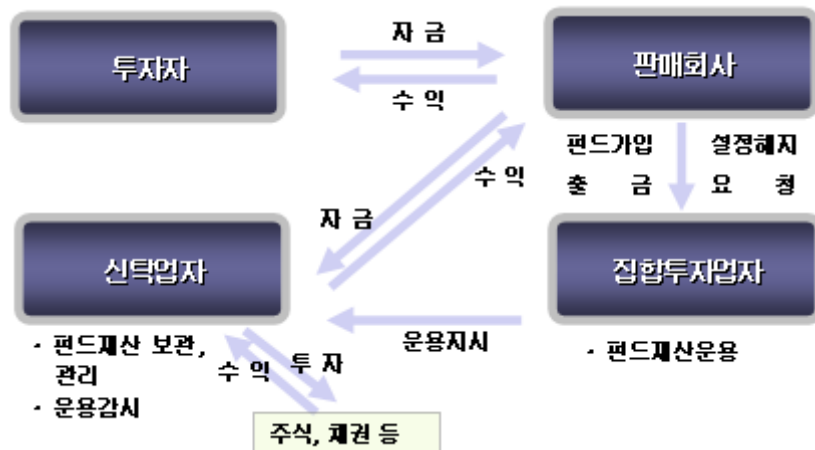 자 금
투자자
판매회사
수 익
펀드가입 설정해지
출 금 요 청
수 익
자 금
신탁업자
집합투자업자
운용지시
· 펀드재산 보관,
관리
· 운용감시
수 익
투 자
· 펀드재산운용
주식, 채권 등